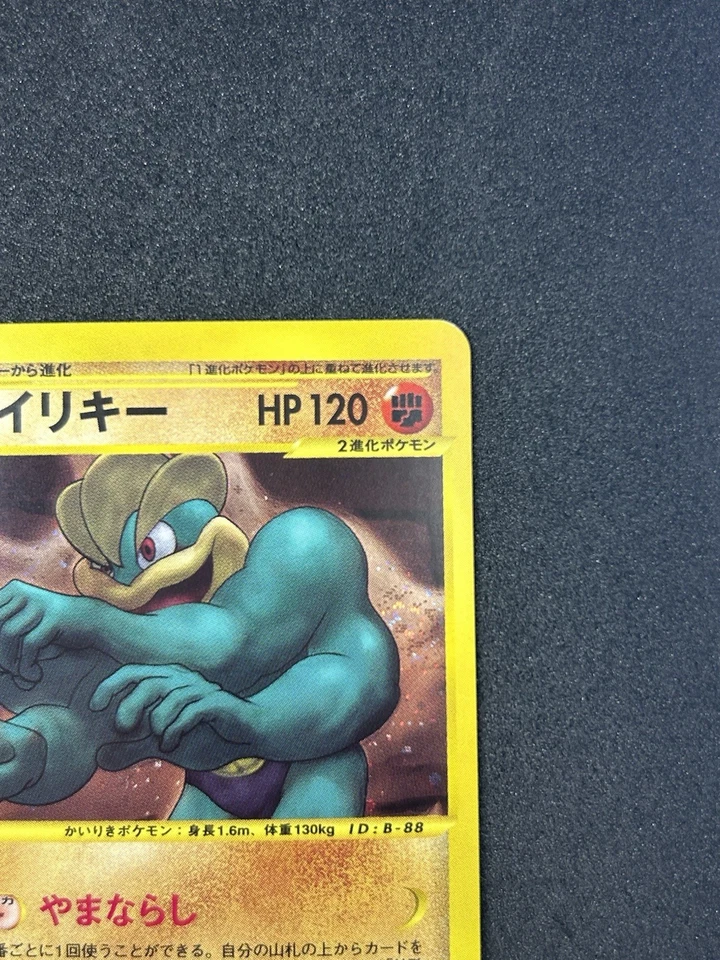 ーから進化 「1進化ポケモン」の上に重ねて進化させます
イリキー HP 120
2進化ポケモン
かいりきポケモン：身長1.6m、体重130kg ID：B-88
カ やまならし
番ごとに1回使うことができる。自分の山札の上からカードを